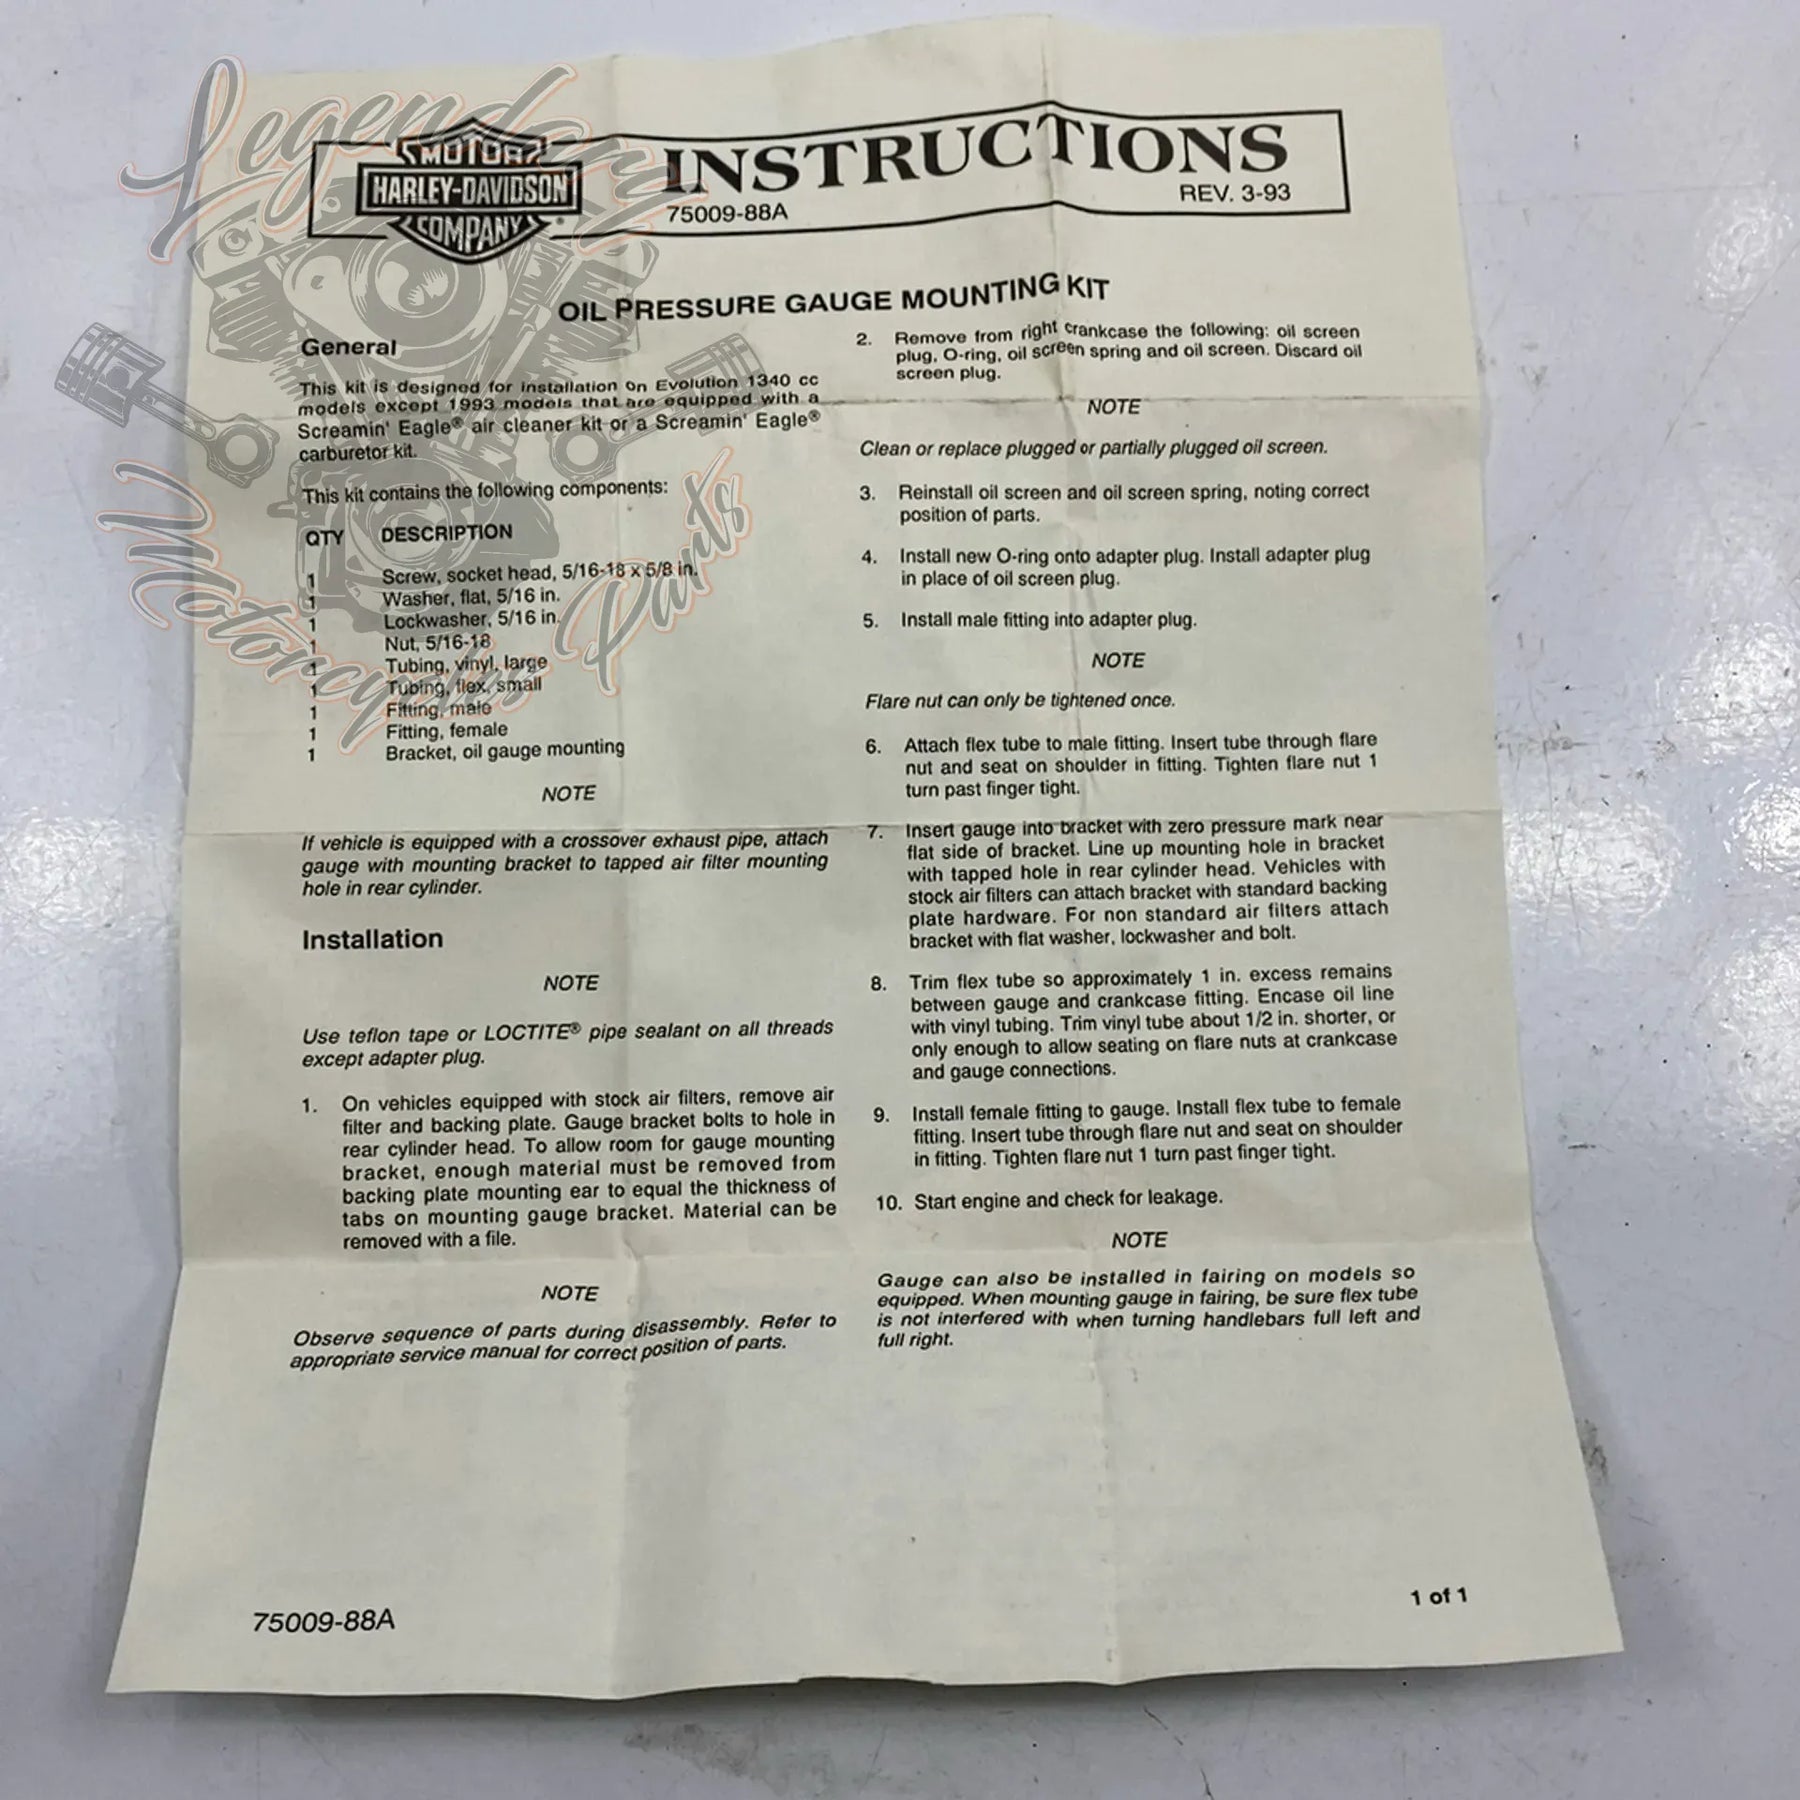 Legendary
Motorcycles Parts
MOTOR
HARLEY-DAVIDSON
COMPANY
®
INSTRUCTIONS
75009-88A
REV. 3-93
OIL PRESSURE GAUGE MOUNTING KIT
General
This kit is designed for installation on Evolution 1340 cc
models except 1993 models that are equipped with a
Screamin' Eagle® air cleaner kit or a Screamin' Eagle®
carburetor kit.
This kit contains the following components:
QTY DESCRIPTION
1 Screw, socket head, 5/16-18 x 5/8 in.
1 Washer, flat, 5/16 in.
1 Lockwasher, 5/16 in.
1 Nut, 5/16-18
1 Tubing, vinyl, large
1 Tubing, flex, small
1 Fitting, male
1 Fitting, female
1 Bracket, oil gauge mounting
NOTE
If vehicle is equipped with a crossover exhaust pipe, attach
gauge with mounting bracket to tapped air filter mounting
hole in rear cylinder.
Installation
NOTE
Use teflon tape or LOCTITE® pipe sealant on all threads
except adapter plug.
1. On vehicles equipped with stock air filters, remove air
filter and backing plate. Gauge bracket bolts to hole in
rear cylinder head. To allow room for gauge mounting
bracket, enough material must be removed from
backing plate mounting ear to equal the thickness of
tabs on mounting gauge bracket. Material can be
removed with a file.
NOTE
Observe sequence of parts during disassembly. Refer to
appropriate service manual for correct position of parts.
2. Remove from right crankcase the following: oil screen
plug, O-ring, oil screen spring and oil screen. Discard oil
screen plug.
NOTE
Clean or replace plugged or partially plugged oil screen.
3. Reinstall oil screen and oil screen spring, noting correct
position of parts.
4. Install new O-ring onto adapter plug. Install adapter plug
in place of oil screen plug.
5. Install male fitting into adapter plug.
NOTE
Flare nut can only be tightened once.
6. Attach flex tube to male fitting. Insert tube through flare
nut and seat on shoulder in fitting. Tighten flare nut 1
turn past finger tight.
7. Insert gauge into bracket with zero pressure mark near
flat side of bracket. Line up mounting hole in bracket
with tapped hole in rear cylinder head. Vehicles with
stock air filters can attach bracket with standard backing
plate hardware. For non standard air filters attach
bracket with flat washer, lockwasher and bolt.
8. Trim flex tube so approximately 1 in. excess remains
between gauge and crankcase fitting. Encase oil line
with vinyl tubing. Trim vinyl tube about 1/2 in. shorter, or
only enough to allow seating on flare nuts at crankcase
and gauge connections.
9. Install female fitting to gauge. Install flex tube to female
fitting. Insert tube through flare nut and seat on shoulder
in fitting. Tighten flare nut 1 turn past finger tight.
10. Start engine and check for leakage.
NOTE
Gauge can also be installed in fairing on models so
equipped. When mounting gauge in fairing, be sure flex tube
is not interfered with when turning handlebars full left and
full right.
75009-88A
1 of 1